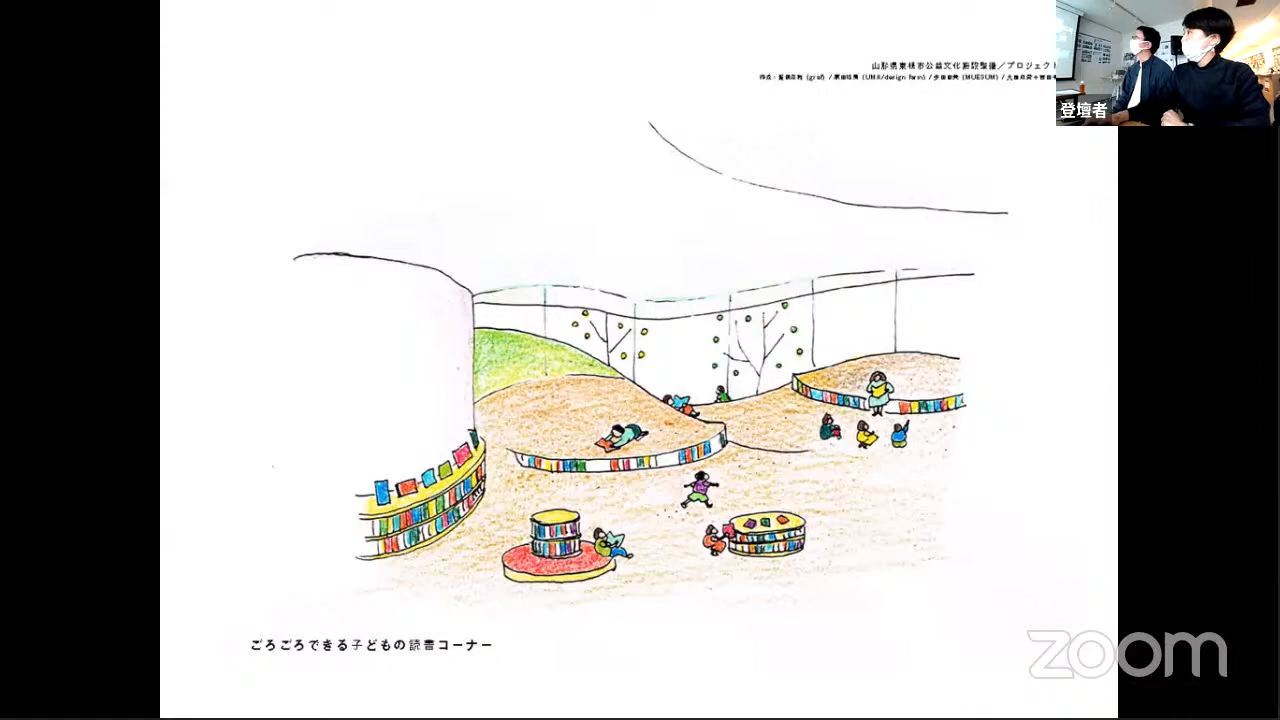 山形県東根市公益文化施設整備／プロジェクト
登壇者
ごろごろできる子どもの読書コーナー
zoom